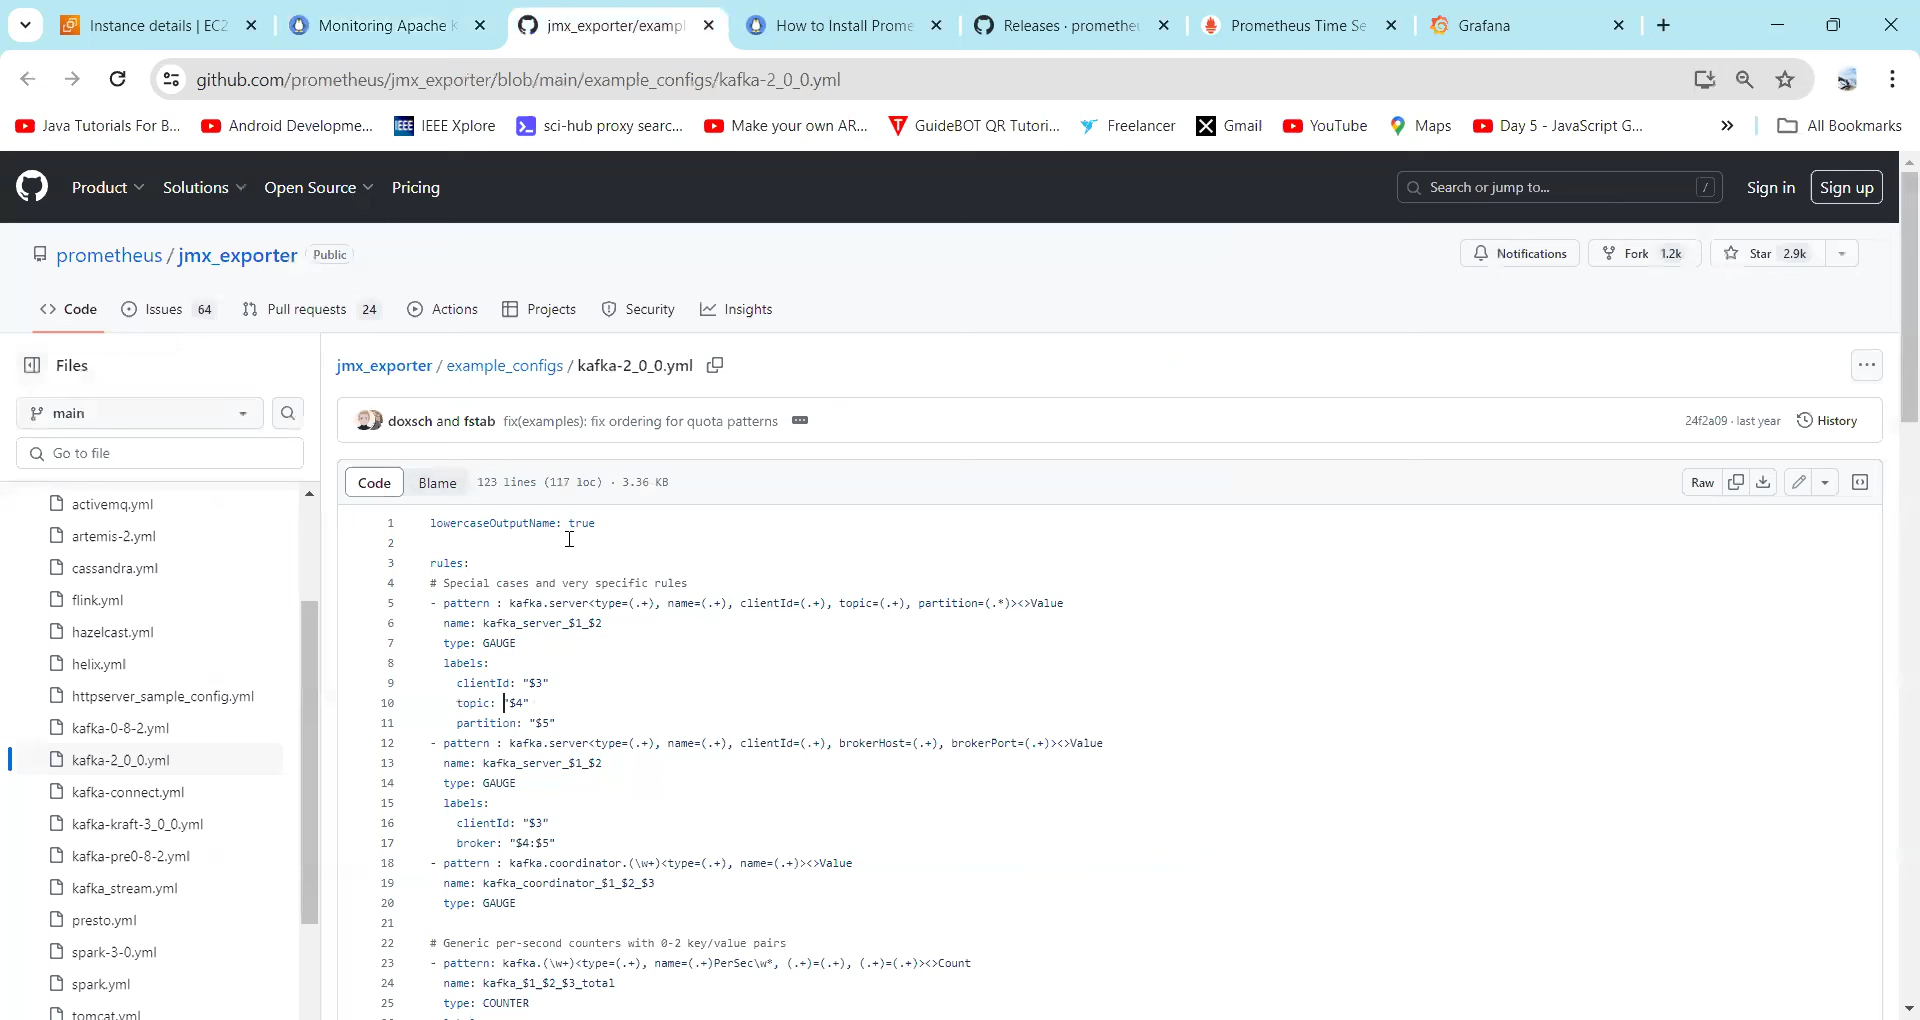 Instance details | EC2
Monitoring Apache K
jmx_exporter/exampl
How to Install Prome
Releases · promethe
Prometheus Time Se
Grafana
github.com/prometheus/jmx_exporter/blob/main/example_configs/kafka-2_0_0.yml
Java Tutorials For B...
Android Developme...
IEEE Xplore
sci-hub proxy searc...
Make your own AR...
GuideBOT QR Tutori...
Freelancer
Gmail
YouTube
Maps
Day 5 - JavaScript G...
All Bookmarks
Product
Solutions
Open Source
Pricing
Search or jump to...
/
Sign in
Sign up
prometheus / jmx_exporter
Public
Notifications
Fork 1.2k
Star 2.9k
Code
Issues 64
Pull requests 24
Actions
Projects
Security
Insights
Files
main
Go to file
activemq.yml
artemis-2.yml
cassandra.yml
flink.yml
hazelcast.yml
helix.yml
httpserver_sample_config.yml
kafka-0-8-2.yml
kafka-2_0_0.yml
kafka-connect.yml
kafka-kraft-3_0_0.yml
kafka-pre0-8-2.yml
kafka_stream.yml
presto.yml
spark-3-0.yml
spark.yml
tomcat.yml
jmx_exporter / example_configs / kafka-2_0_0.yml
doxsch and fstab fix(examples): fix ordering for quota patterns
24f2a09 · last year
History
Code
Blame
123 lines (117 loc) · 3.36 KB
Raw
1 lowercaseOutputName: true
2
3 rules:
4 # Special cases and very specific rules
5 - pattern : kafka.server<type=(.+), name=(.+), clientId=(.+), topic=(.+), partition=(.*)><>Value
6 name: kafka_server_$1_$2
7 type: GAUGE
8 labels:
9 clientId: "$3"
10 topic: "$4"
11 partition: "$5"
12 - pattern : kafka.server<type=(.+), name=(.+), clientId=(.+), brokerHost=(.+), brokerPort=(.+)><>Value
13 name: kafka_server_$1_$2
14 type: GAUGE
15 labels:
16 clientId: "$3"
17 broker: "$4:$5"
18 - pattern : kafka.coordinator.(\w+)<type=(.+), name=(.+)><>Value
19 name: kafka_coordinator_$1_$2_$3
20 type: GAUGE
21
22 # Generic per-second counters with 0-2 key/value pairs
23 - pattern: kafka.(\w+)<type=(.+), name=(.+)PerSec\w*, (.+)=(.+), (.+)=(.+)><>Count
24 name: kafka_$1_$2_$3_total
25 type: COUNTER